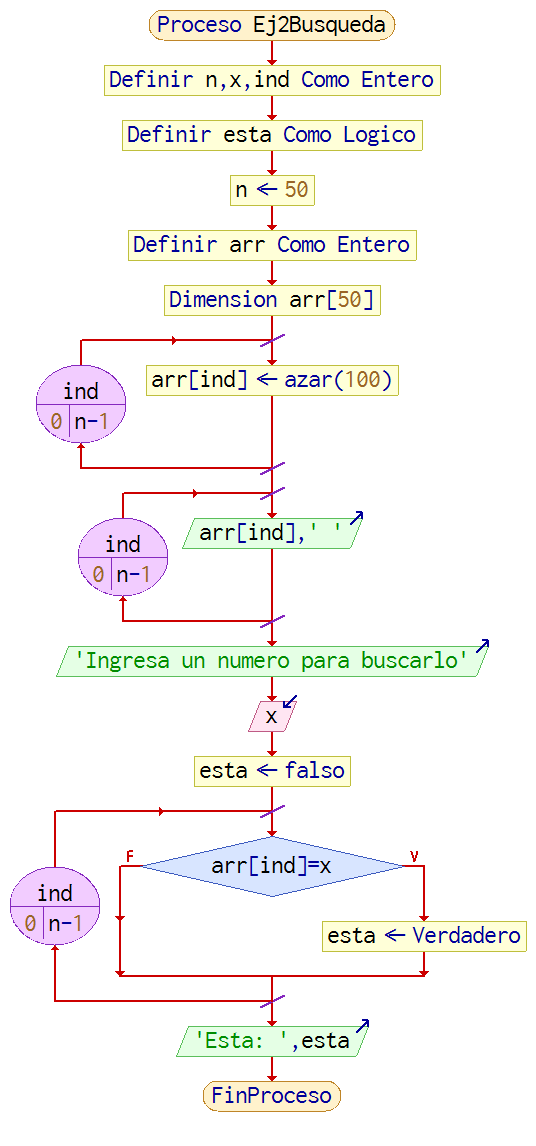 Proceso Ej2Busqueda
Definir n,x,ind Como Entero
Definir esta Como Logico
n ← 50
Definir arr Como Entero
Dimension arr[50]
ind
0 n-1
arr[ind] ← azar(100)
ind
0 n-1
arr[ind],' '
'Ingresa un numero para buscarlo'
x
esta ← falso
ind
0 n-1
F
arr[ind]=x
V
esta ← Verdadero
'Esta: ',esta
FinProceso